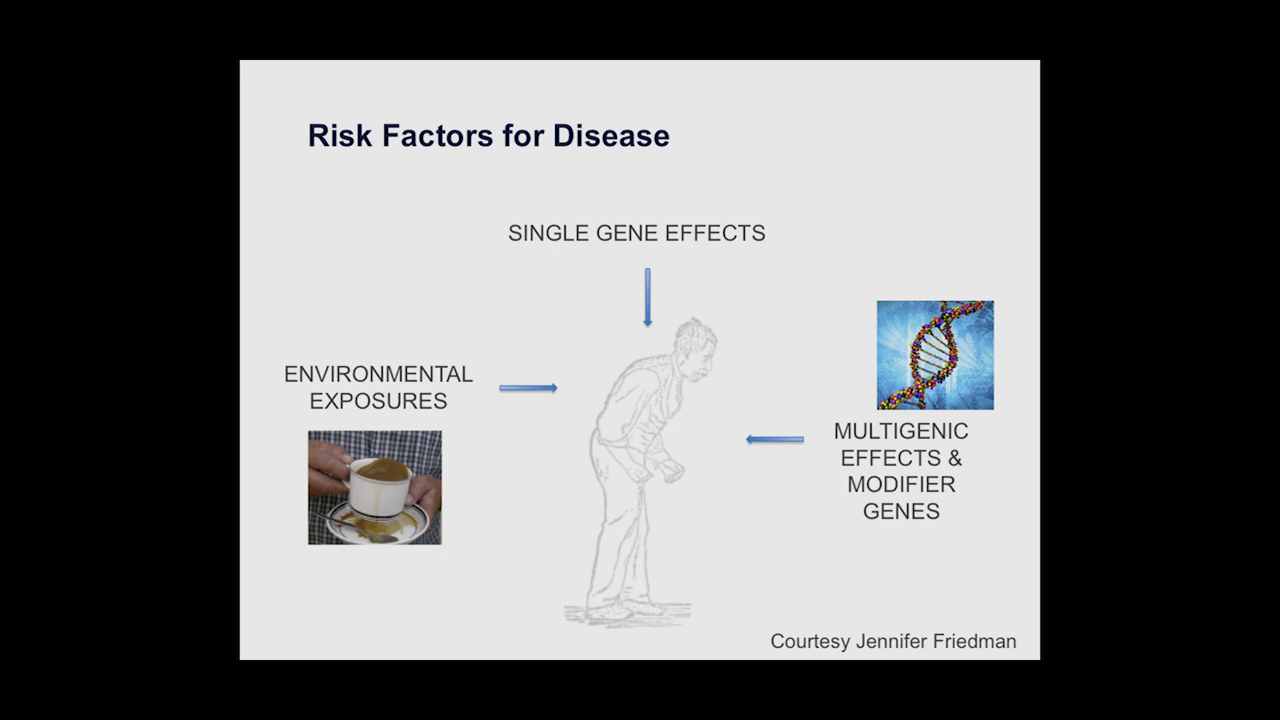 Risk Factors for Disease
SINGLE GENE EFFECTS
ENVIRONMENTAL
EXPOSURES
MULTIGENIC
EFFECTS &
MODIFIER
GENES
Courtesy Jennifer Friedman